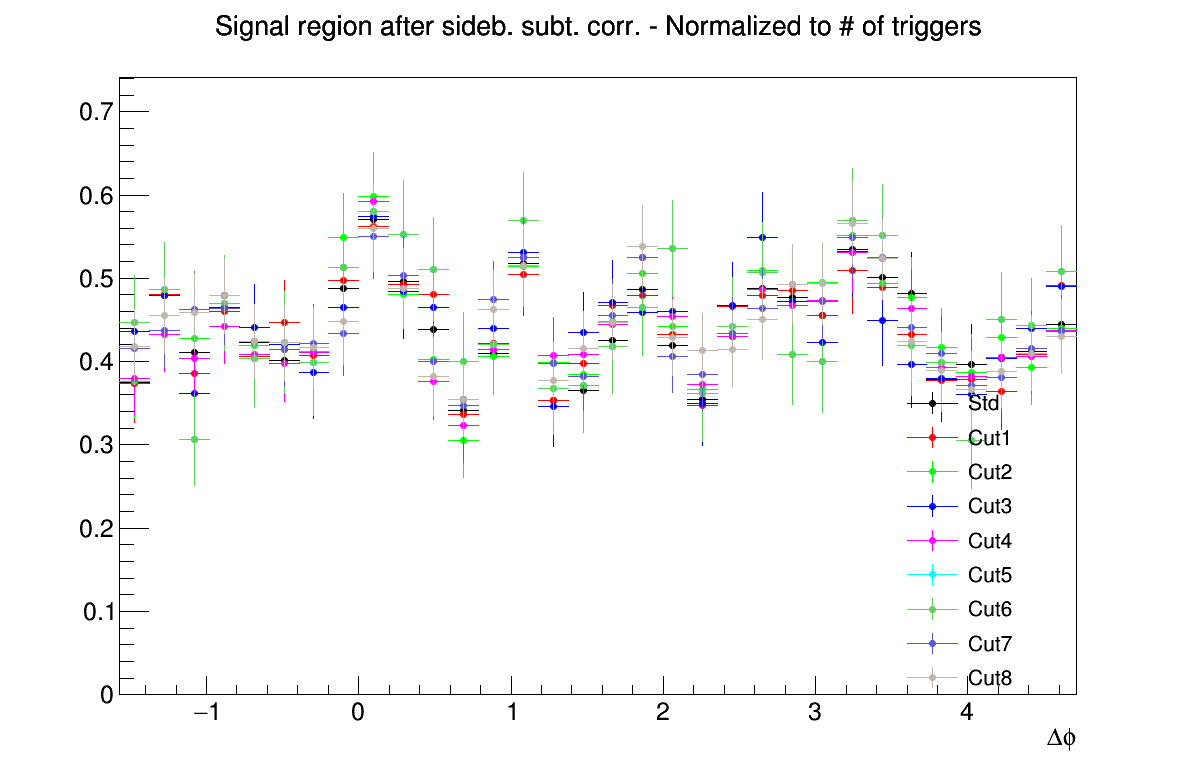 Signal region after sideb. subt. corr. - Normalized to # of triggers
0.7
0.6
0.5
0.4
0.3
0.2
0.1
0
Std
Cut1
Cut2
Cut3
Cut4
Cut5
Cut6
Cut7
Cut8
−1 0 1 2 3 4
Δϕ